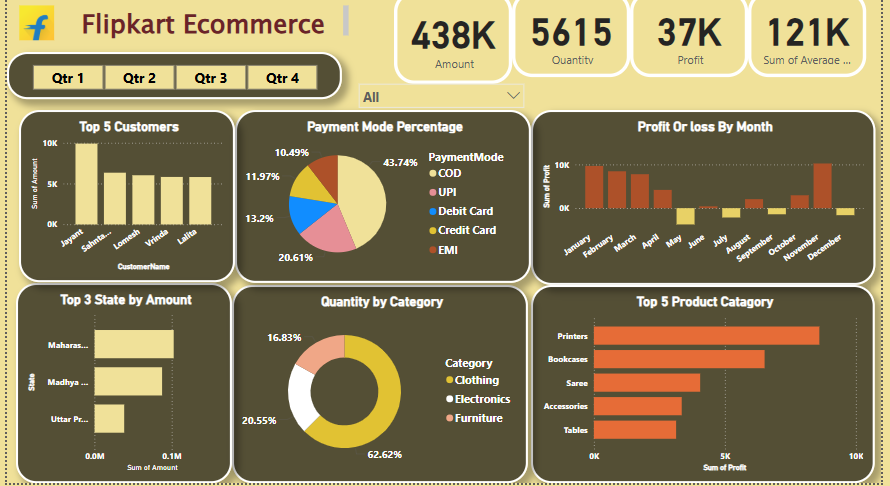 Flipkart Ecommerce
438K
Amount
5615
Quantity
37K
Profit
121K
Sum of Average ...
Qtr 1
Qtr 2
Qtr 3
Qtr 4
All
Top 5 Customers
10K
5K
0K
Sum of Amount
Jayant
Sahnta...
Lomesh
Vrinda
Lalita
CustomerName
Payment Mode Percentage
10.49%
43.74%
11.97%
13.2%
20.61%
PaymentMode
COD
UPI
Debit Card
Credit Card
EMI
Profit Or loss By Month
10K
0K
Sum of Profit
January
February
March
April
May
June
July
August
September
October
November
December
Top 3 State by Amount
Maharas...
Madhya ...
Uttar Pr...
State
0.0M
0.1M
Sum of Amount
Quantity by Category
16.83%
20.55%
62.62%
Category
Clothing
Electronics
Furniture
Top 5 Product Catagory
Printers
Bookcases
Saree
Accessories
Tables
0K
5K
10K
Sum of Profit